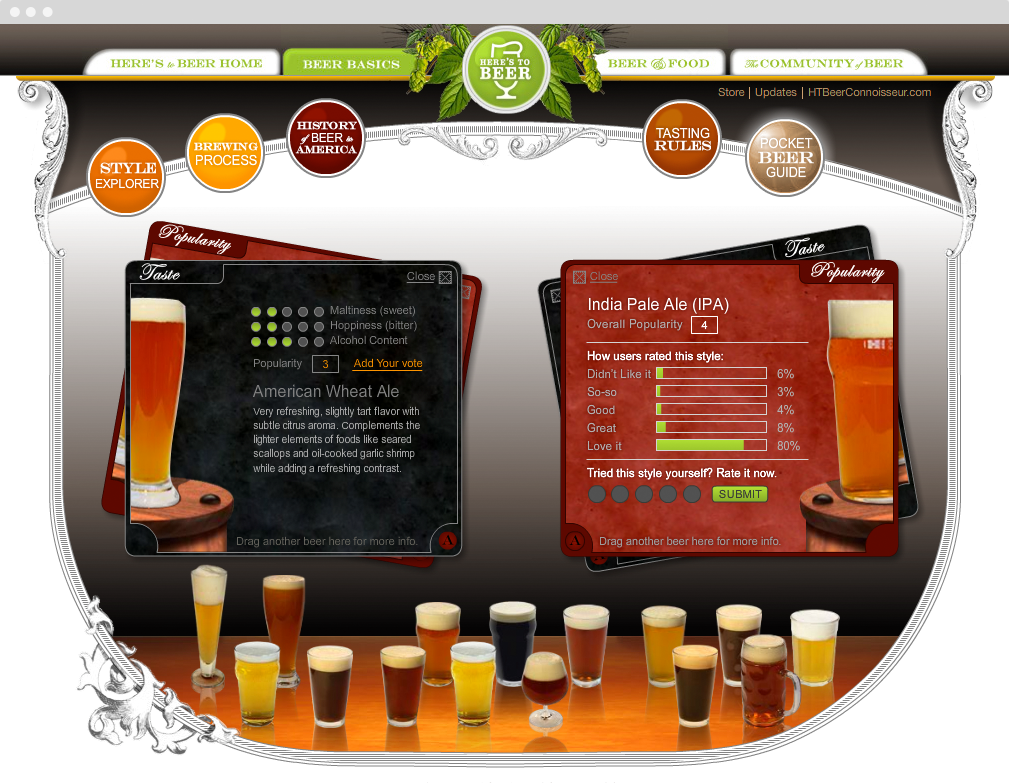 HERE'S to BEER HOME
BEER BASICS
HERE'S TO
BEER
BEER & FOOD
The COMMUNITY of BEER
Store | Updates | HTBeerConnoisseur.com
STYLE
EXPLORER
BREWING
PROCESS
HISTORY
of BEER in
AMERICA
TASTING
RULES
POCKET
BEER
GUIDE
Popularity
Taste
Close
Maltiness (sweet)
Hoppiness (bitter)
Alcohol Content
Popularity 3 Add Your vote
American Wheat Ale
Very refreshing, slightly tart flavor with
subtle citrus aroma. Complements the
lighter elements of foods like seared
scallops and oil-cooked garlic shrimp
while adding a refreshing contrast.
Drag another beer here for more info.
A
Taste
Popularity
Close
India Pale Ale (IPA)
Overall Popularity 4
How users rated this style:
Didn't Like it 6%
So-so 3%
Good 4%
Great 8%
Love it 80%
Tried this style yourself? Rate it now.
SUBMIT
A
Drag another beer here for more info.